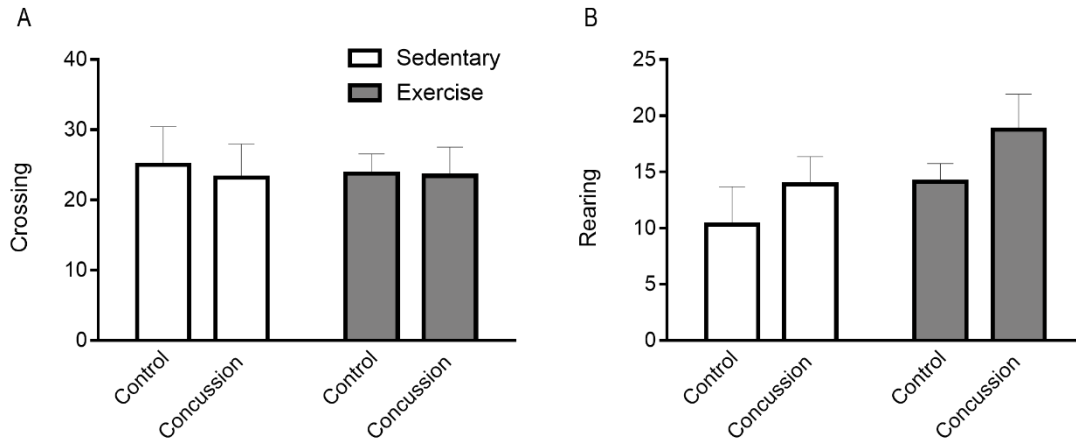 A
Crossing
40
30
20
10
0
Sedentary
Exercise
Control
Concussion
Control
Concussion
B
Rearing
25
20
15
10
5
0
Control
Concussion
Control
Concussion